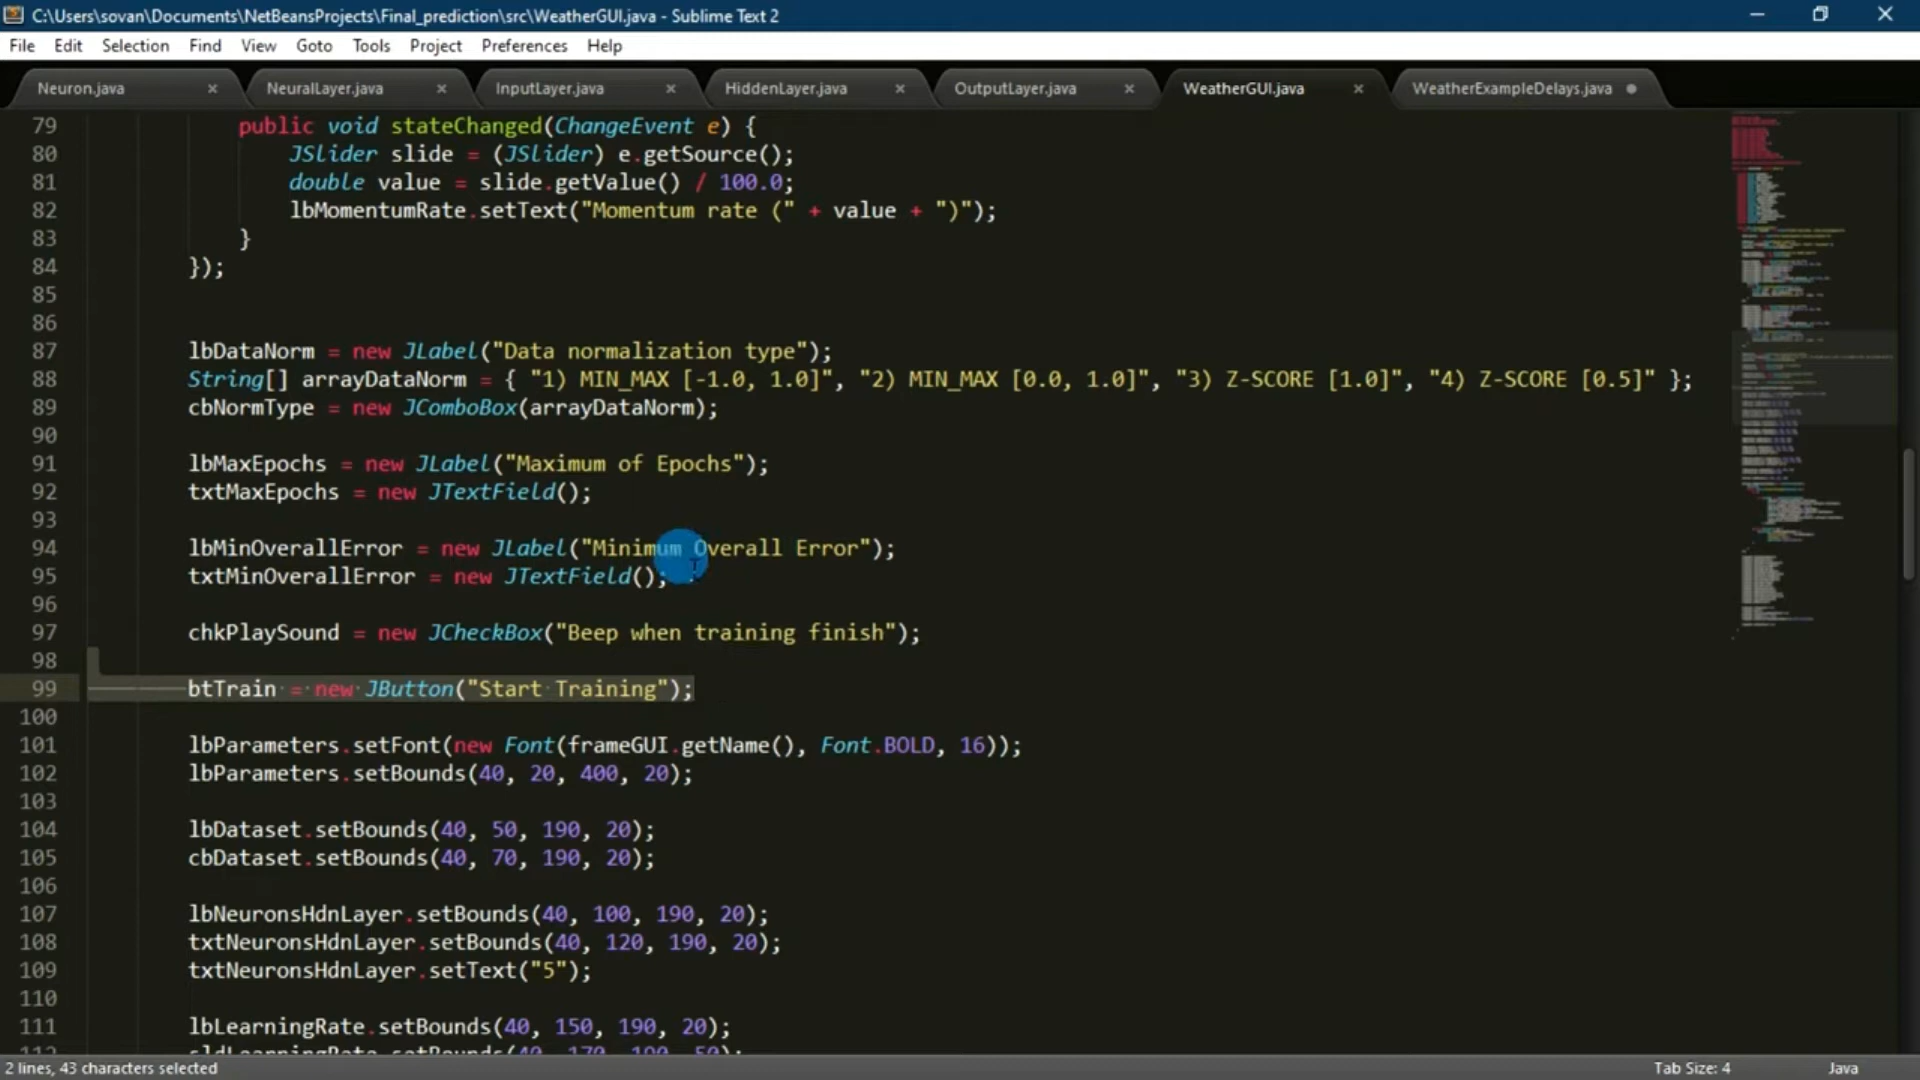 C:\Users\sovan\Documents\NetBeansProjects\Final_prediction\src\WeatherGUI.java - Sublime Text 2
File Edit Selection Find View Goto Tools Project Preferences Help
Neuron.java × NeuralLayer.java × InputLayer.java × HiddenLayer.java × OutputLayer.java × WeatherGUI.java × WeatherExampleDelays.java
79 public void stateChanged(ChangeEvent e) {
80 JSlider slide = (JSlider) e.getSource();
81 double value = slide.getValue() / 100.0;
82 lbMomentumRate.setText("Momentum rate (" + value + ")");
83 }
84 });
85
86
87 lbDataNorm = new JLabel("Data normalization type");
88 String[] arrayDataNorm = { "1) MIN_MAX [-1.0, 1.0]", "2) MIN_MAX [0.0, 1.0]", "3) Z-SCORE [1.0]", "4) Z-SCORE [0.5]" };
89 cbNormType = new JComboBox(arrayDataNorm);
90
91 lbMaxEpochs = new JLabel("Maximum of Epochs");
92 txtMaxEpochs = new JTextField();
93
94 lbMinOverallError = new JLabel("Minimum Overall Error");
95 txtMinOverallError = new JTextField();
96
97 chkPlaySound = new JCheckBox("Beep when training finish");
98
99 btTrain = new JButton("Start Training");
100
101 lbParameters.setFont(new Font(frameGUI.getName(), Font.BOLD, 16));
102 lbParameters.setBounds(40, 20, 400, 20);
103
104 lbDataset.setBounds(40, 50, 190, 20);
105 cbDataset.setBounds(40, 70, 190, 20);
106
107 lbNeuronsHdnLayer.setBounds(40, 100, 190, 20);
108 txtNeuronsHdnLayer.setBounds(40, 120, 190, 20);
109 txtNeuronsHdnLayer.setText("5");
110
111 lbLearningRate.setBounds(40, 150, 190, 20);
112 sldLearningRate.setBounds(40, 170, 190, 50);
2 lines, 43 characters selected Tab Size: 4 Java